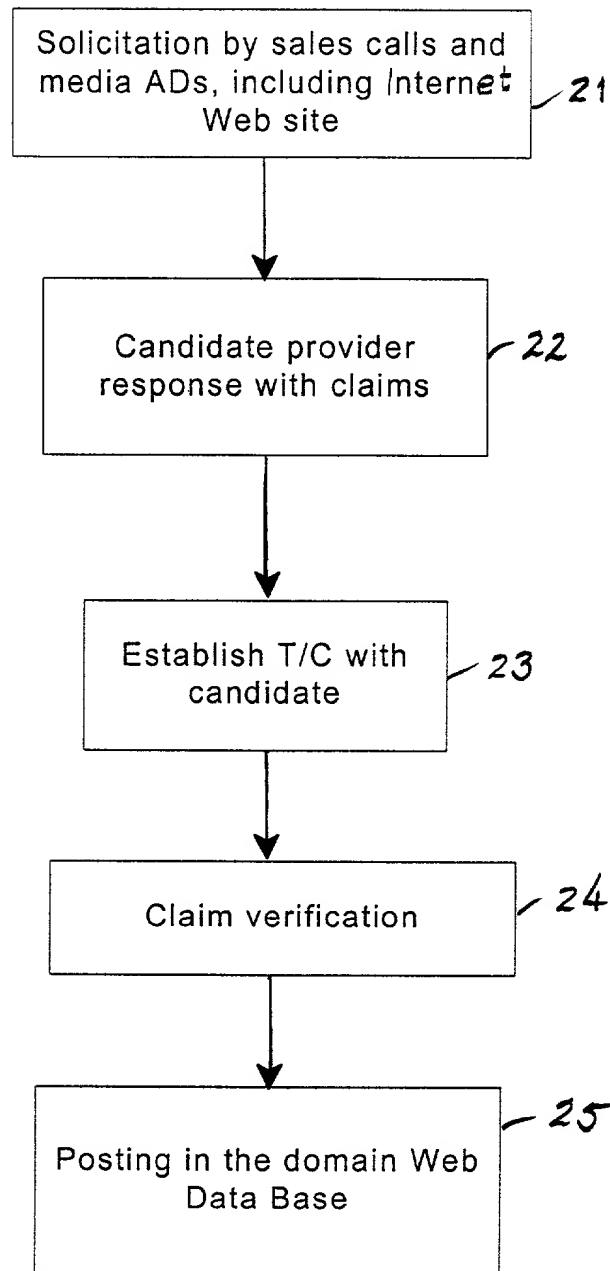 Solicitation by sales calls and
media ADs, including Internet
Web site
21
Candidate provider
response with claims
22
Establish T/C with
candidate
23
Claim verification
24
Posting in the domain Web
Data Base
25